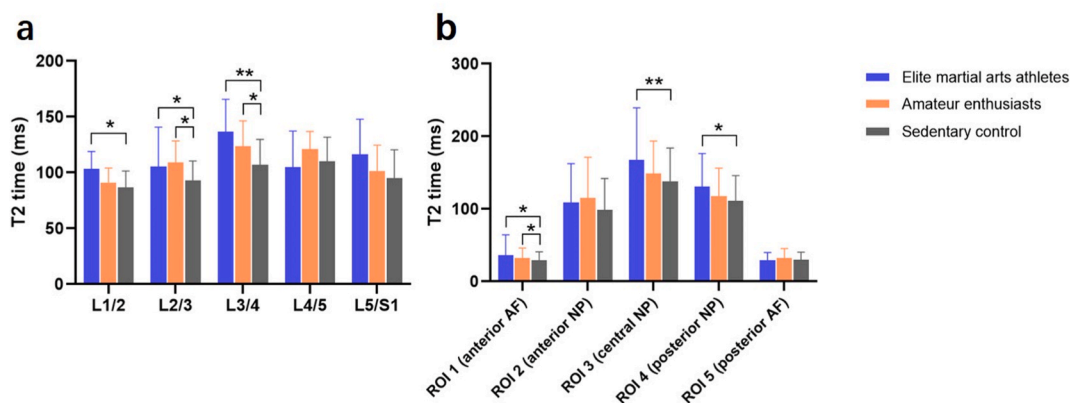 a
T2 time (ms)
200
150
100
50
0
*
*
*
**
*
L1/2
L2/3
L3/4
L4/5
L5/S1
b
T2 time (ms)
300
200
100
0
*
*
**
*
ROI 1 (anterior AF)
ROI 2 (anterior NP)
ROI 3 (central NP)
ROI 4 (posterior NP)
ROI 5 (posterior AF)
Elite martial arts athletes
Amateur enthusiasts
Sedentary control